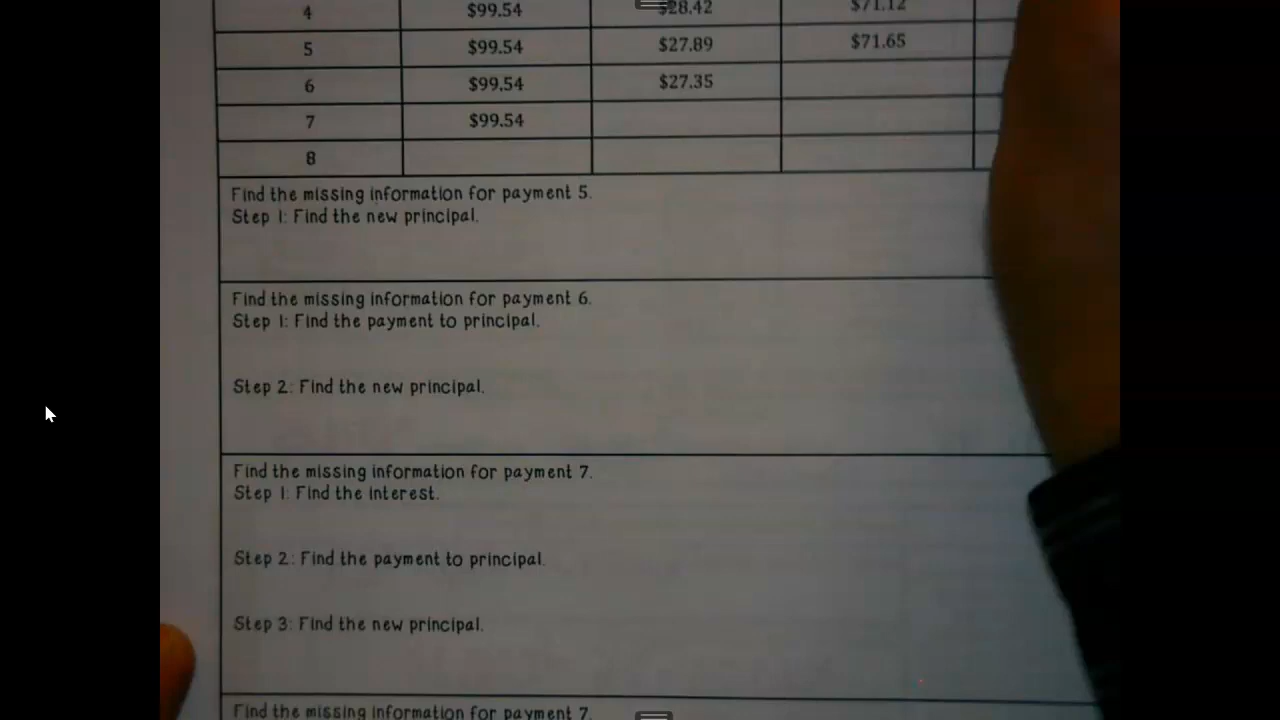 4 $99.54 $28.42 $71.12
5 $99.54 $27.89 $71.65
6 $99.54 $27.35
7 $99.54
8
Find the missing information for payment 5.
Step 1: Find the new principal.
Find the missing information for payment 6.
Step 1: Find the payment to principal.
Step 2: Find the new principal.
Find the missing information for payment 7.
Step 1: Find the interest.
Step 2: Find the payment to principal.
Step 3: Find the new principal.
Find the missing information for payment 7.